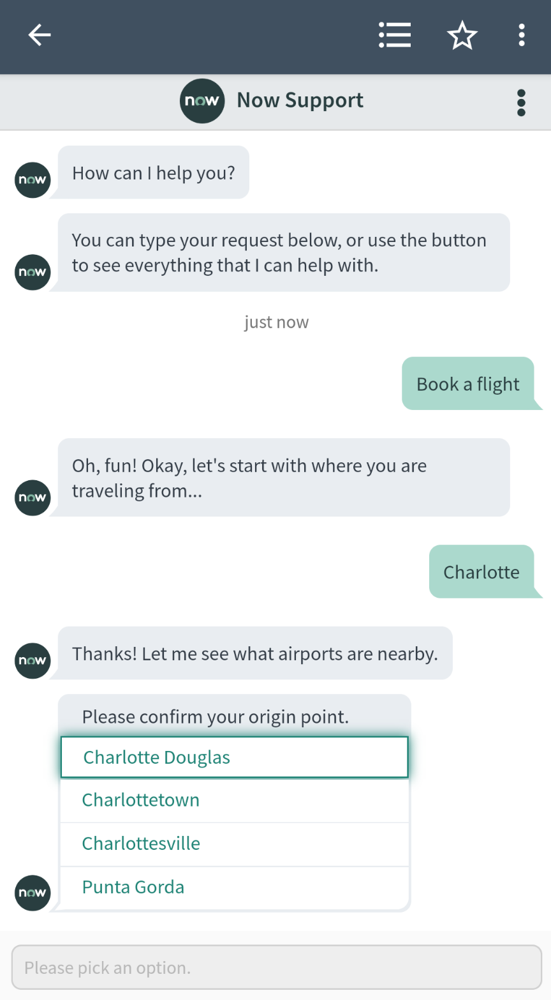 now Now Support
How can I help you?
now
You can type your request below, or use the button
to see everything that I can help with.
now
just now
Book a flight
Oh, fun! Okay, let's start with where you are
traveling from...
now
Charlotte
Thanks! Let me see what airports are nearby.
now
Please confirm your origin point.
Charlotte Douglas
Charlottetown
Charlottesville
Punta Gorda
now
Please pick an option.